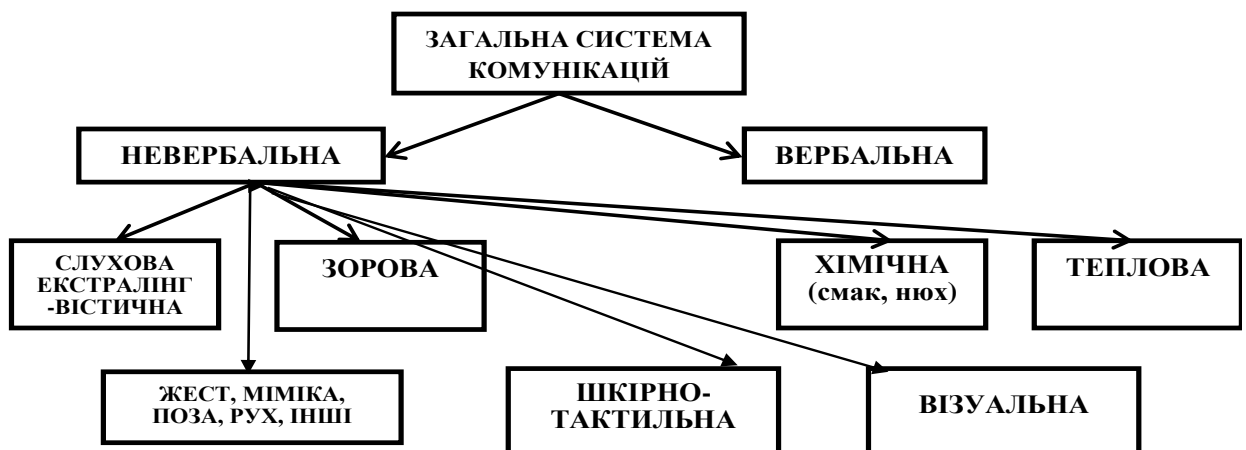 ЗАГАЛЬНА СИСТЕМА
КОМУНІКАЦІЙ
НЕВЕРБАЛЬНА
ВЕРБАЛЬНА
СЛУХОВА
ЕКСТРАЛІНГ
-ВІСТИЧНА
ЗОРОВА
ХІМІЧНА
(смак, нюх)
ТЕПЛОВА
ЖЕСТ, МІМІКА,
ПОЗА, РУХ, ІНШІ
ШКІРНО-
ТАКТИЛЬНА
ВІЗУАЛЬНА